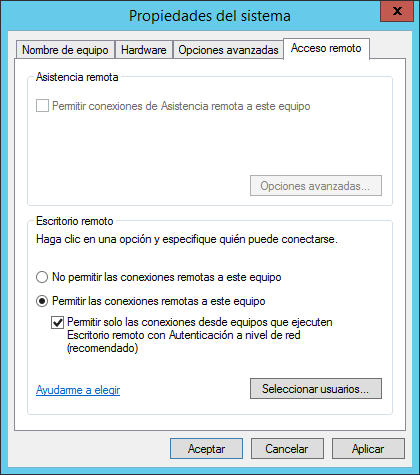 Propiedades del sistema
x
Nombre de equipo
Hardware
Opciones avanzadas
Acceso remoto
Asistencia remota
Permitir conexiones de Asistencia remota a este equipo
Opciones avanzadas...
Escritorio remoto
Haga clic en una opción y especifique quién puede conectarse.
No permitir las conexiones remotas a este equipo
Permitir las conexiones remotas a este equipo
Permitir solo las conexiones desde equipos que ejecuten
Escritorio remoto con Autenticación a nivel de red
(recomendado)
Ayudarme a elegir
Seleccionar usuarios...
Aceptar
Cancelar
Aplicar